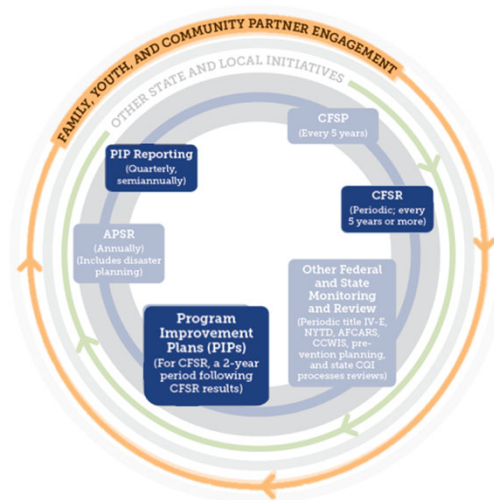 FAMILY, YOUTH, AND COMMUNITY PARTNER ENGAGEMENT
OTHER STATE AND LOCAL INITIATIVES
CFSP
(Every 5 years)
CFSR
(Periodic; every
5 years or more)
Other Federal
and State
Monitoring
and Review
(Periodic title IV-E,
NYTD, AFCARS,
CCWIS, pre-
vention planning,
and state CQI
processes reviews)
Program
Improvement
Plans (PIPs)
(For CFSR, a 2-year
period following
CFSR results)
APSR
(Annually)
(Includes disaster
planning)
PIP Reporting
(Quarterly,
semiannually)